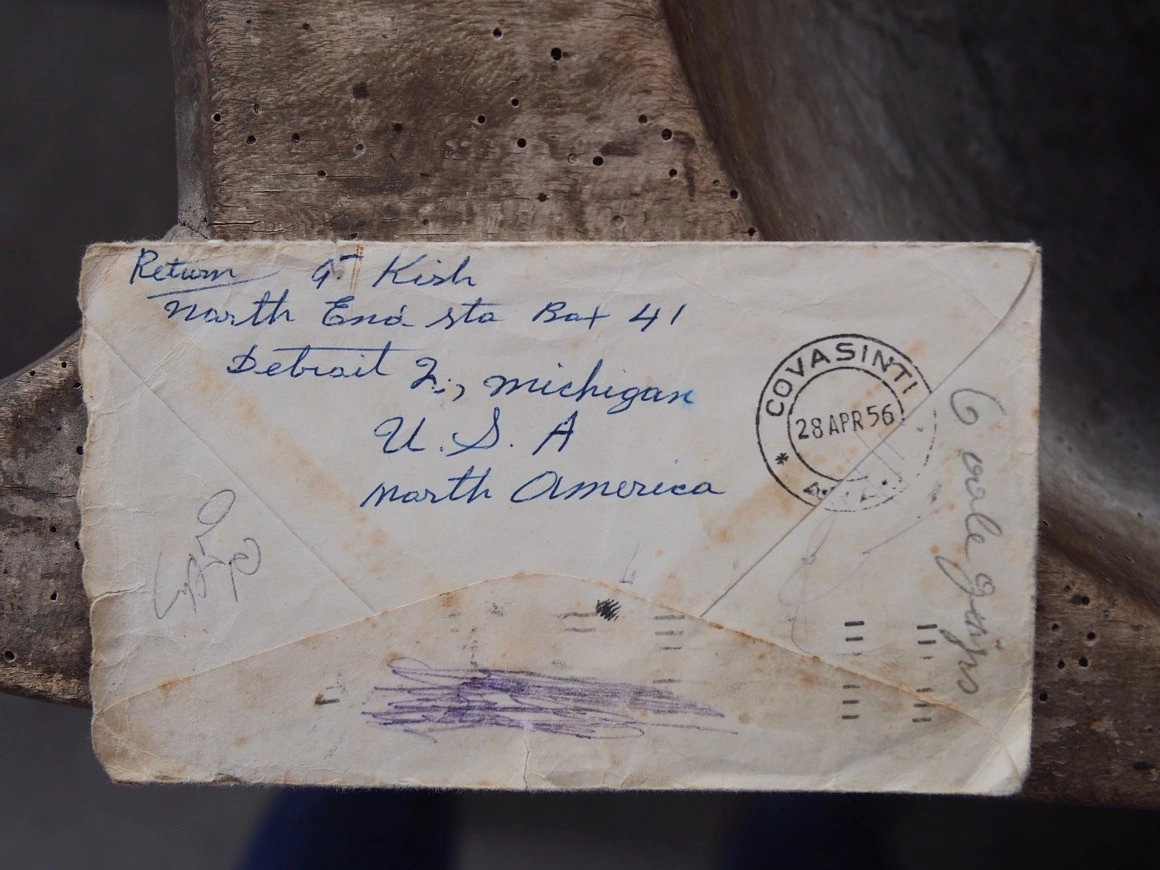 Return G. Kish
North End Sta Box 41
Detroit 2., Michigan
U. S. A
North America
COVASINTI
28 APR 56
*